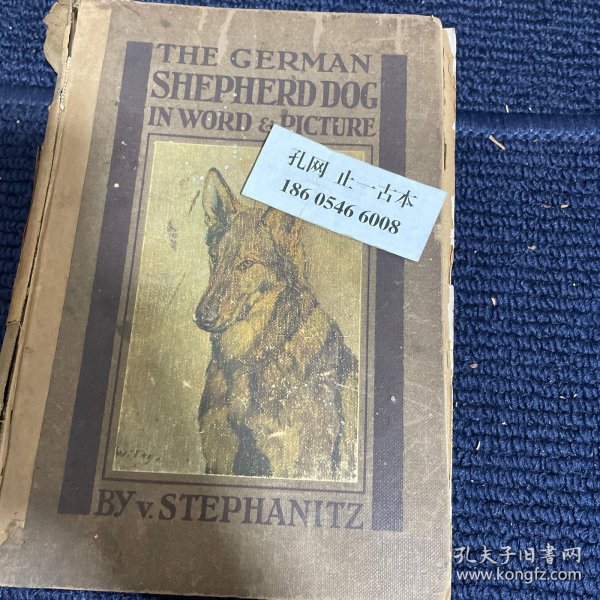 THE GERMAN
SHEPHERD DOG
IN WORD & PICTURE
孔网 止一古本
186 0546 6008
BY v. STEPHANITZ
孔夫子旧书网
www.kongfz.com